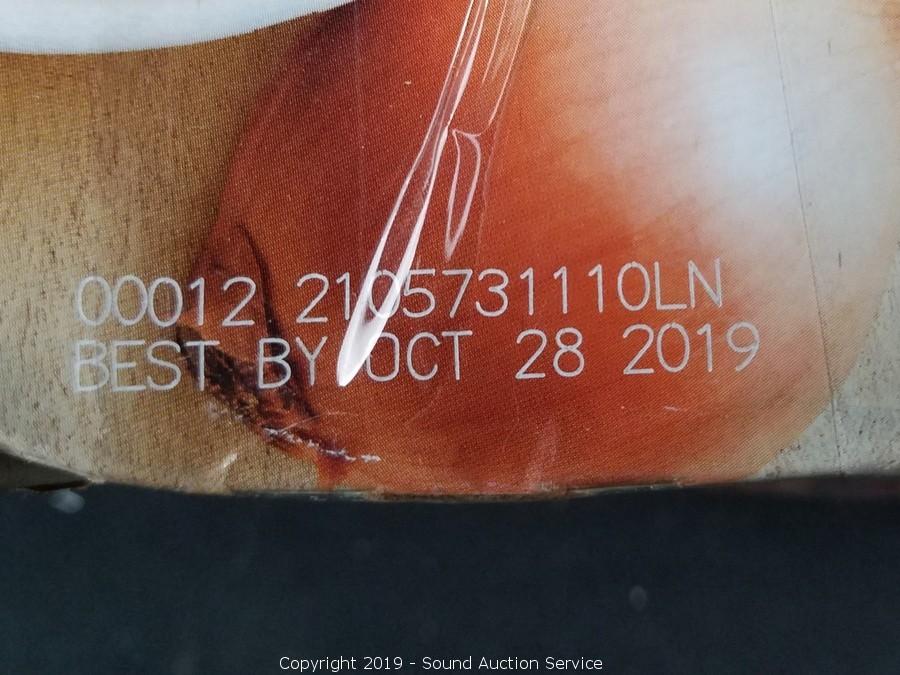 00012 2105731110LN
BEST BY OCT 28 2019
Copyright 2019 - Sound Auction Service